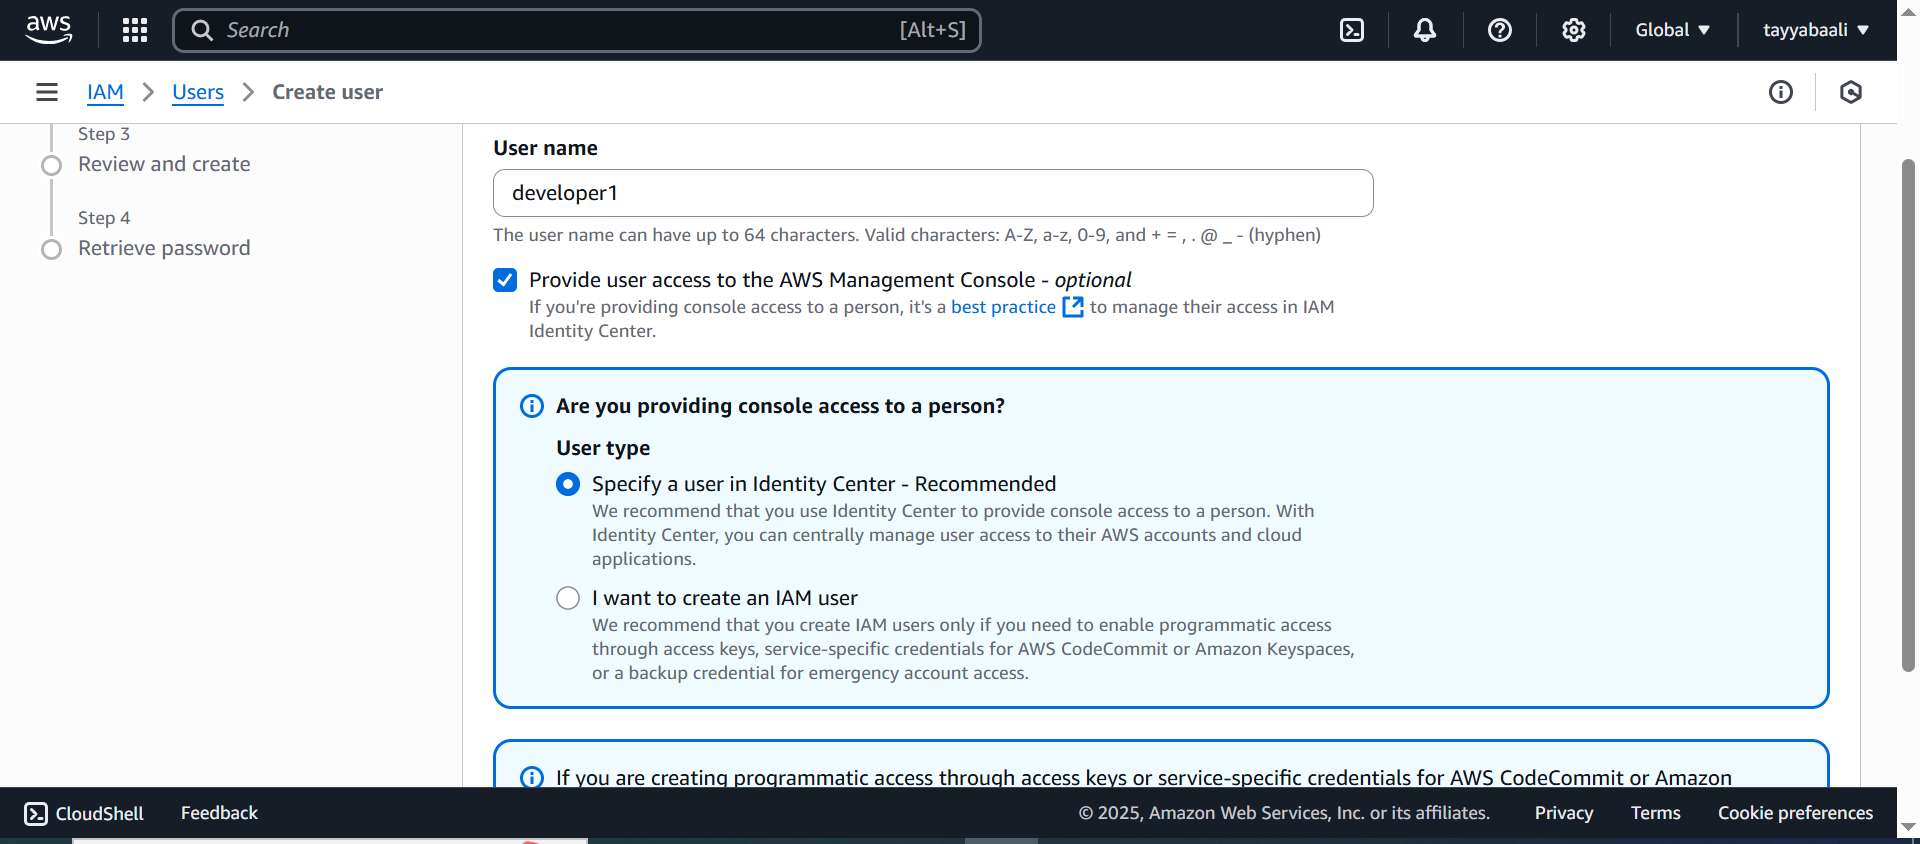 aws
Search
[Alt+S]
Global
tayyabaali
IAM
Users
Create user
Step 3
Review and create
Step 4
Retrieve password
User name
developer1
The user name can have up to 64 characters. Valid characters: A-Z, a-z, 0-9, and + = , . @ _ - (hyphen)
Provide user access to the AWS Management Console - optional
If you're providing console access to a person, it's a best practice to manage their access in IAM
Identity Center.
Are you providing console access to a person?
User type
Specify a user in Identity Center - Recommended
We recommend that you use Identity Center to provide console access to a person. With
Identity Center, you can centrally manage user access to their AWS accounts and cloud
applications.
I want to create an IAM user
We recommend that you create IAM users only if you need to enable programmatic access
through access keys, service-specific credentials for AWS CodeCommit or Amazon Keyspaces,
or a backup credential for emergency account access.
If you are creating programmatic access through access keys or service-specific credentials for AWS CodeCommit or Amazon
CloudShell
Feedback
© 2025, Amazon Web Services, Inc. or its affiliates.
Privacy
Terms
Cookie preferences